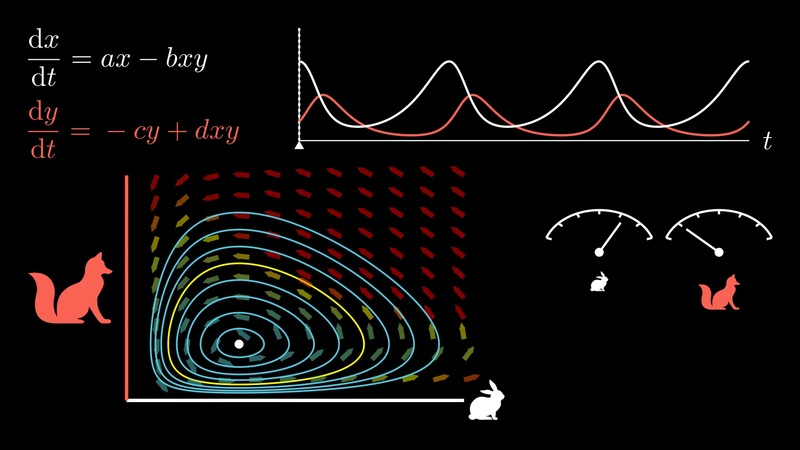 dx/dt = ax − bxy
dy/dt = −cy + dxy
t